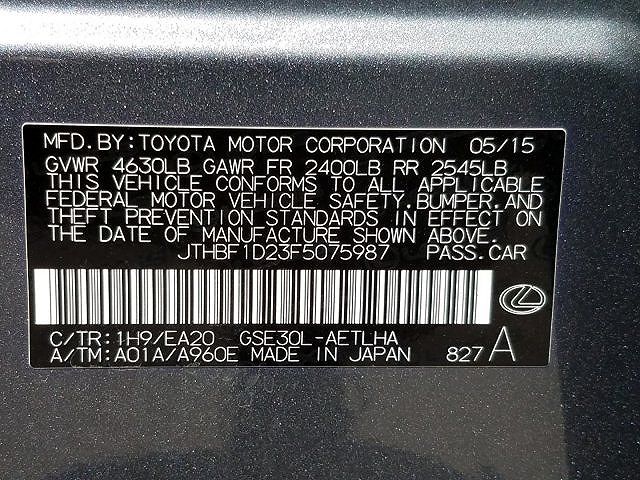 MFD.BY:TOYOTA MOTOR CORPORATION 05/15
GVWR 4630LB GAWR FR 2400LB RR 2545LB
THIS VEHICLE CONFORMS TO ALL APPLICABLE
FEDERAL MOTOR VEHICLE SAFETY,BUMPER,AND
THEFT PREVENTION STANDARDS IN EFFECT ON
THE DATE OF MANUFACTURE SHOWN ABOVE.
JTHBF1D23F5075987 PASS.CAR
C/TR:1H9/EA20 GSE30L-AETLHA
A/TM:A01A/A960E MADE IN JAPAN 827 A